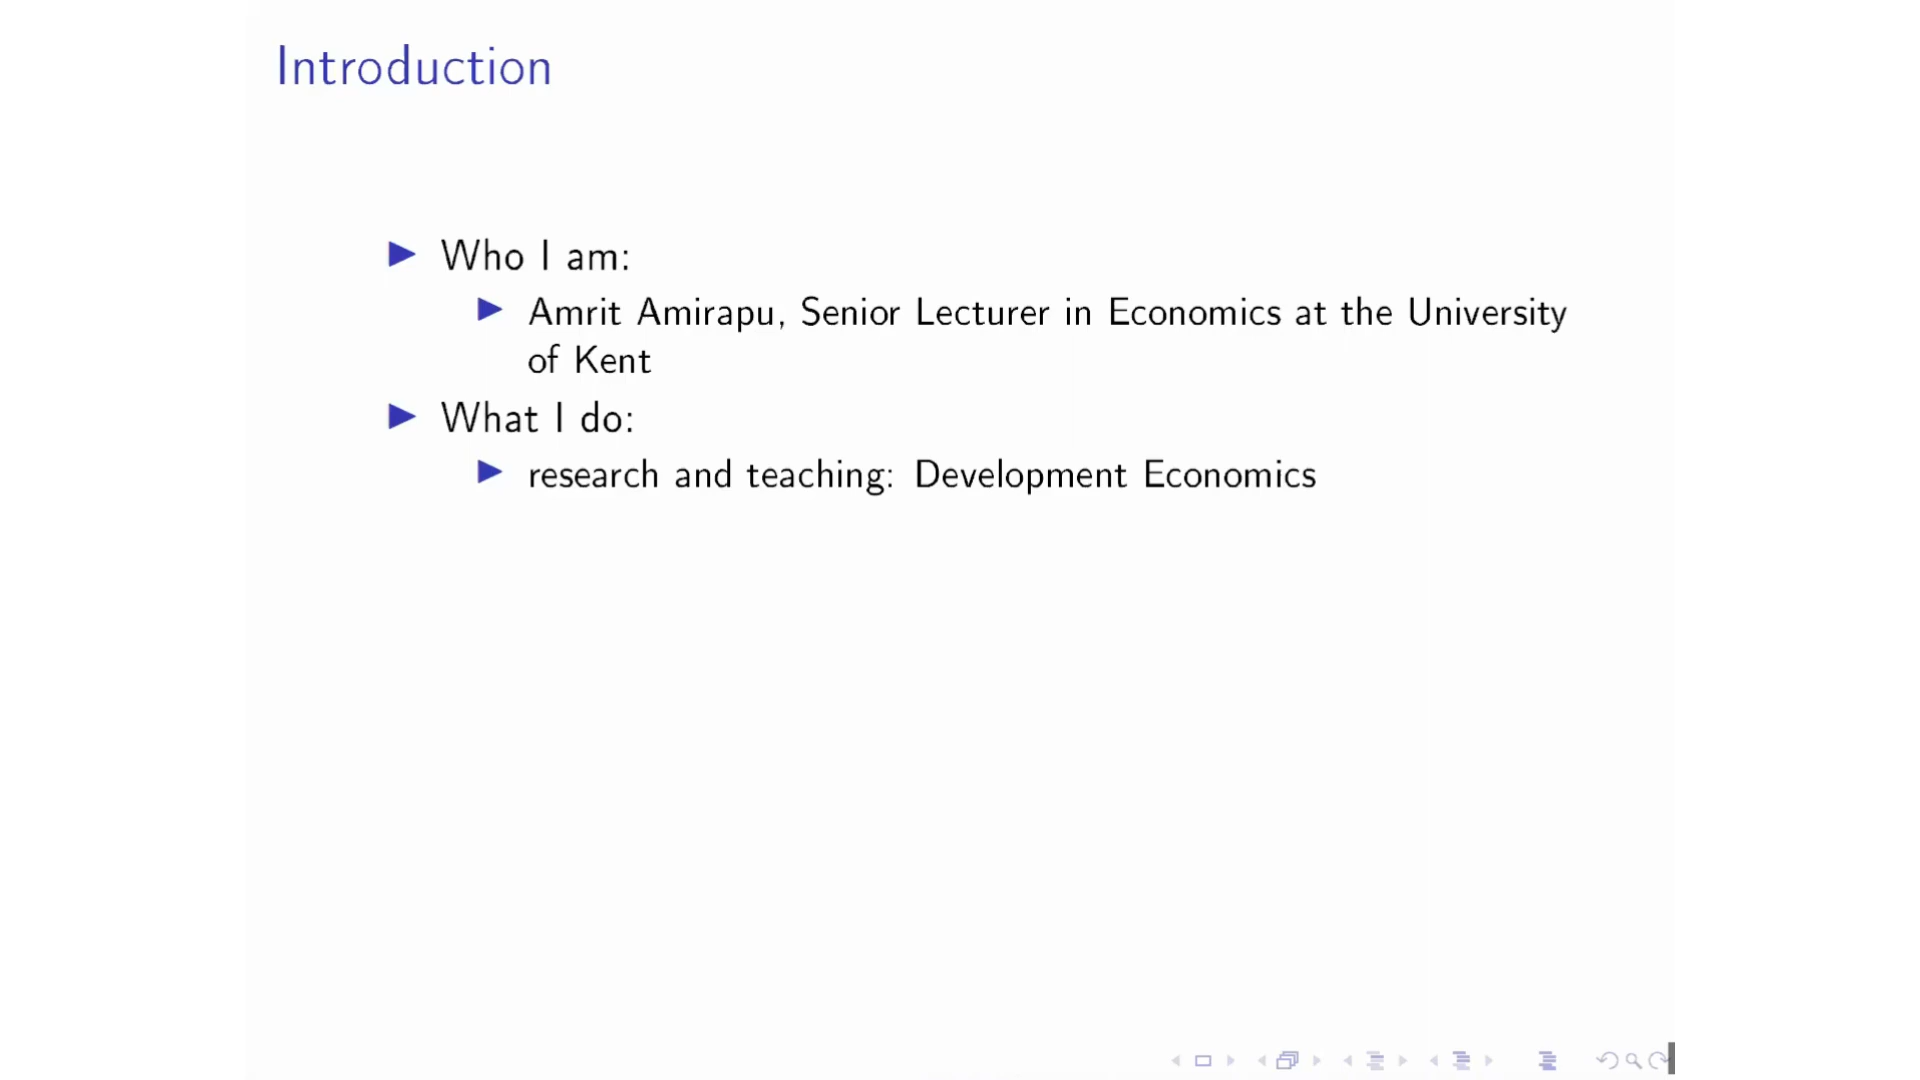 Introduction
Who I am:
Amrit Amirapu, Senior Lecturer in Economics at the University
of Kent
What I do:
research and teaching: Development Economics